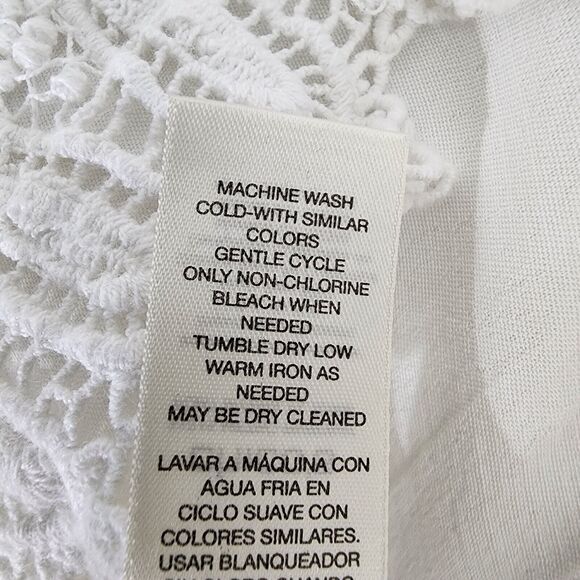 MACHINE WASH
COLD-WITH SIMILAR
COLORS
GENTLE CYCLE
ONLY NON-CHLORINE
BLEACH WHEN
NEEDED
TUMBLE DRY LOW
WARM IRON AS
NEEDED
MAY BE DRY CLEANED
LAVAR A MÁQUINA CON
AGUA FRIA EN
CICLO SUAVE CON
COLORES SIMILARES.
USAR BLANQUEADOR